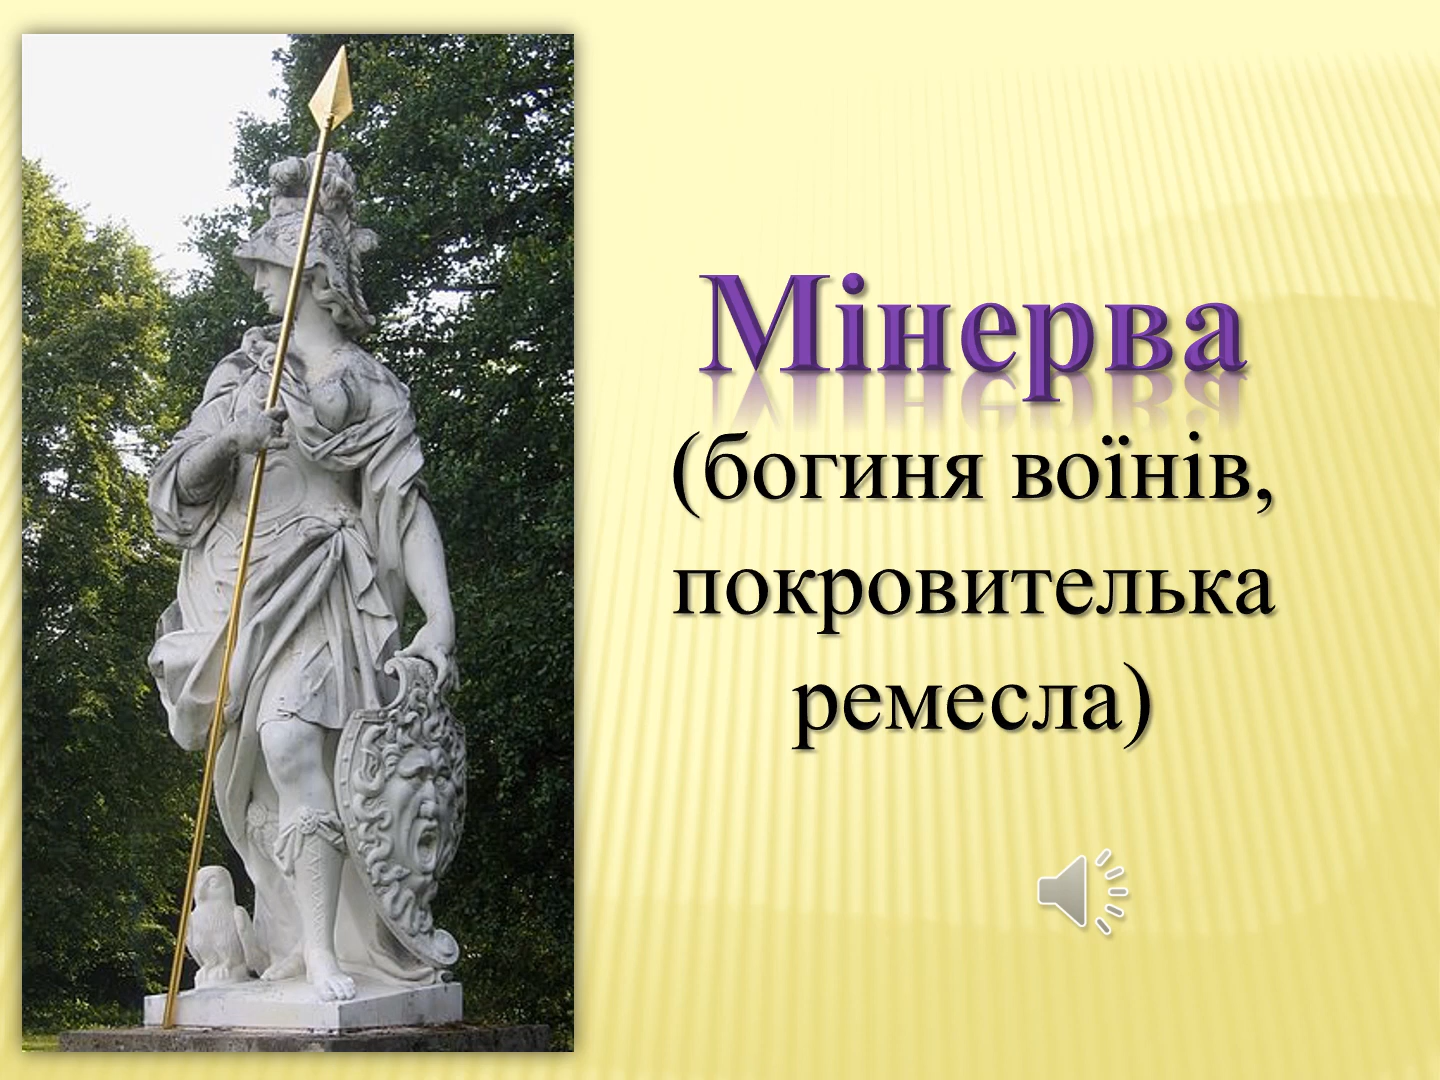 Мінерва
(богиня воїнів,
покровителька
ремесла)